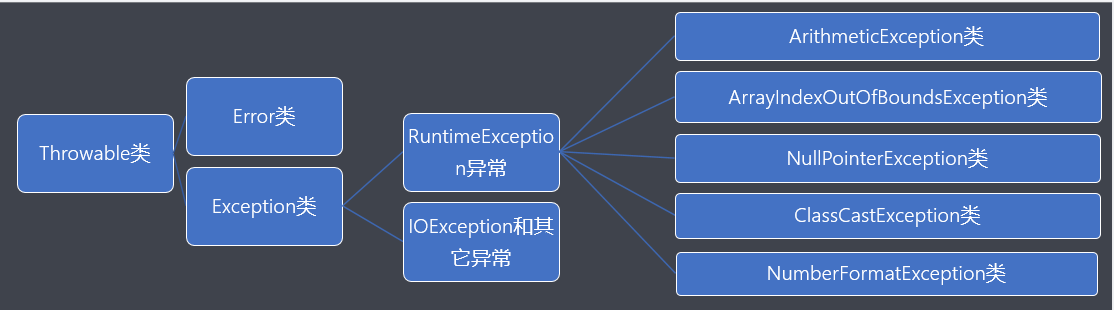 Throwable类
Error类
Exception类
RuntimeExceptio
n异常
IOException和其
它异常
ArithmeticException类
ArrayIndexOutOfBoundsException类
NullPointerException类
ClassCastException类
NumberFormatException类